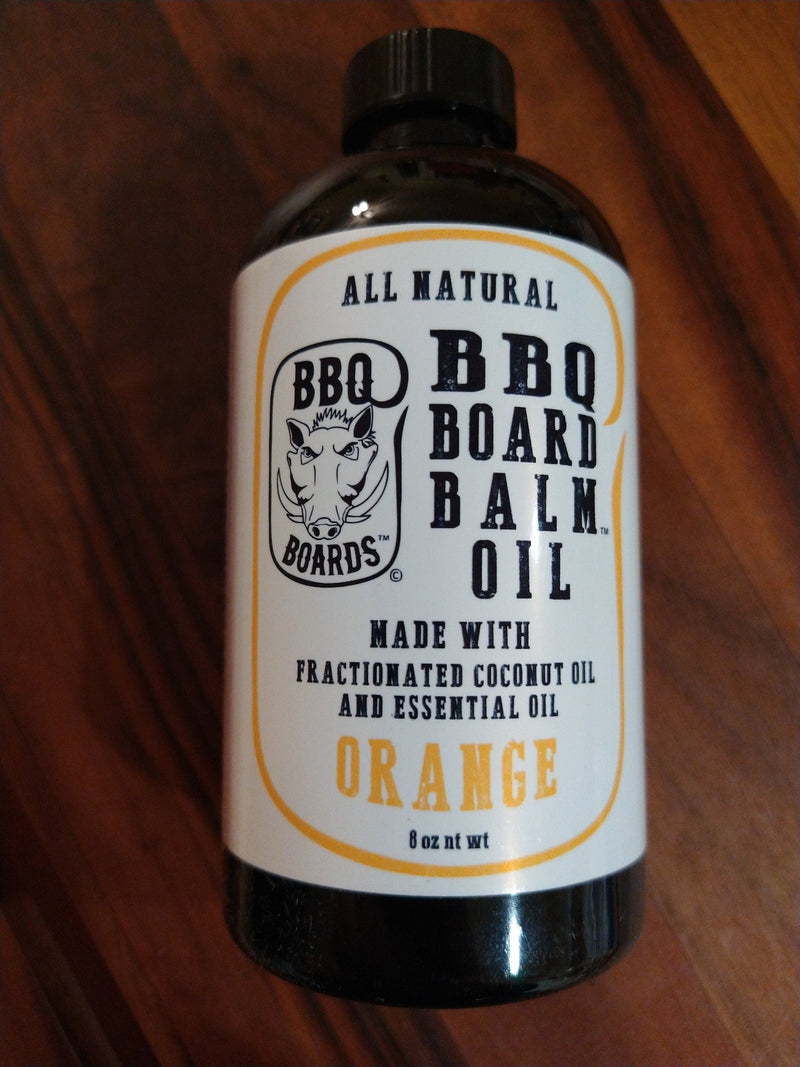 ALL NATURAL
BBQ
BOARDS™
©
BBQ
BOARD
BALM™
OIL
MADE WITH
FRACTIONATED COCONUT OIL
AND ESSENTIAL OIL
ORANGE
8 oz nt wt